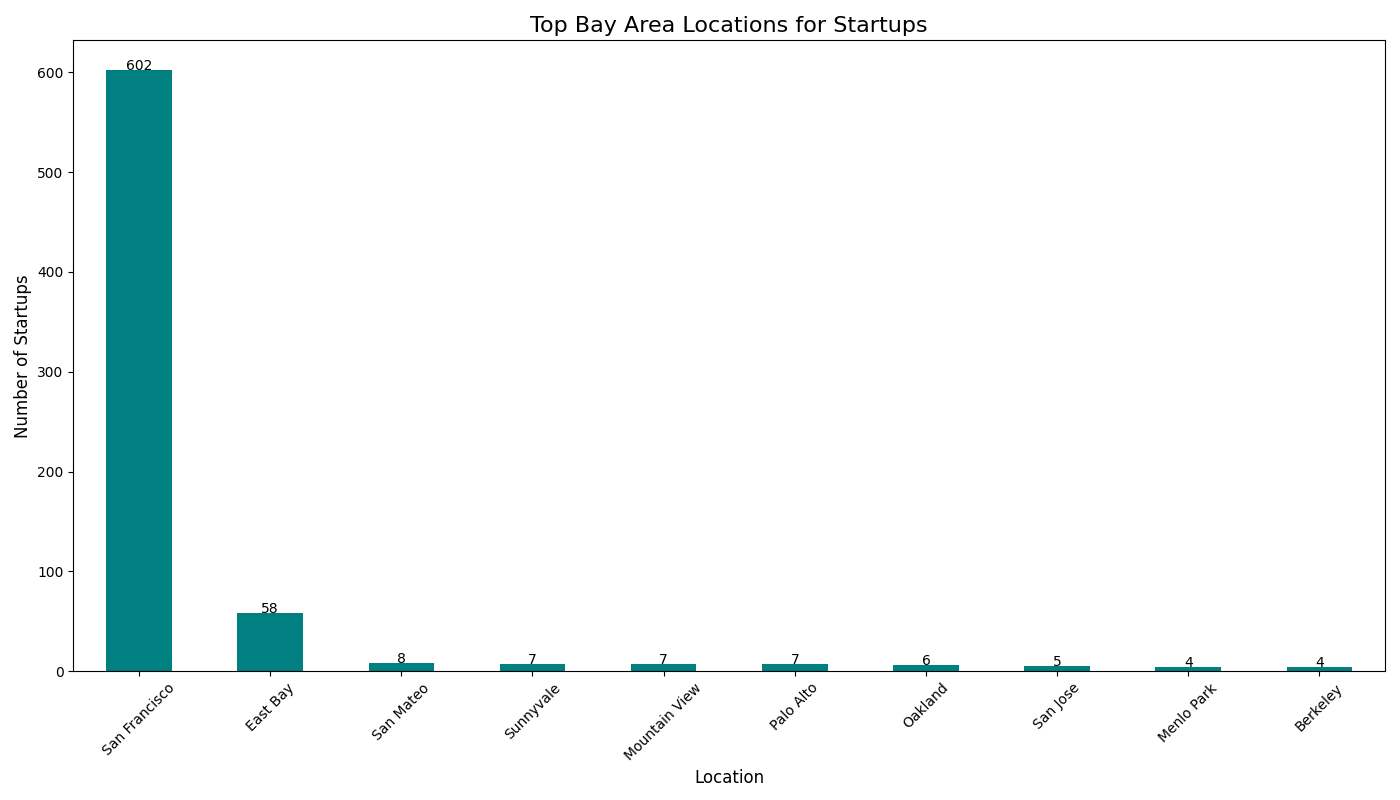 Top Bay Area Locations for Startups
Number of Startups
600
500
400
300
200
100
0
602
58
8
7
7
7
6
5
4
4
San Francisco
East Bay
San Mateo
Sunnyvale
Mountain View
Palo Alto
Oakland
San Jose
Menlo Park
Berkeley
Location